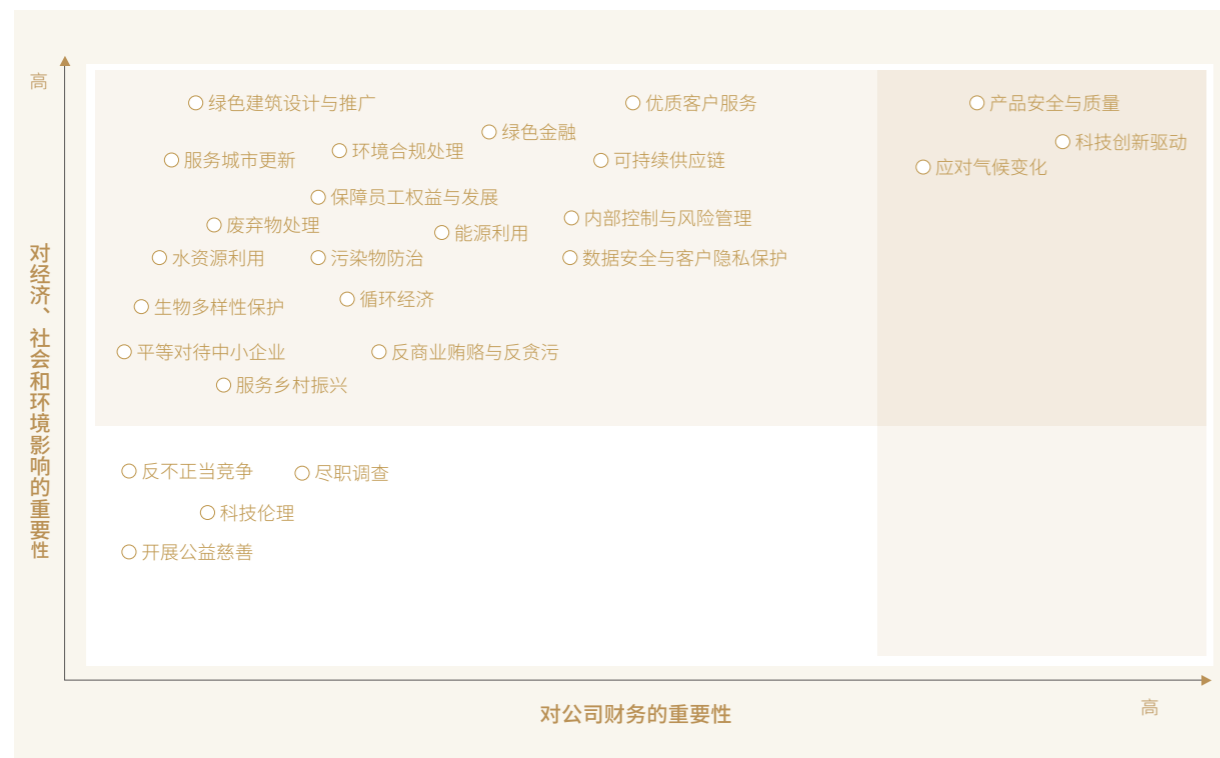 高
绿色建筑设计与推广
优质客户服务
产品安全与质量
绿色金融
科技创新驱动
环境合规处理
服务城市更新
可持续供应链
应对气候变化
保障员工权益与发展
内部控制与风险管理
废弃物处理
能源利用
水资源利用
污染物防治
数据安全与客户隐私保护
循环经济
生物多样性保护
平等对待中小企业
反商业贿赂与反贪污
服务乡村振兴
反不正当竞争
尽职调查
科技伦理
开展公益慈善
对经济、社会和环境影响的重要性
对公司财务的重要性
高